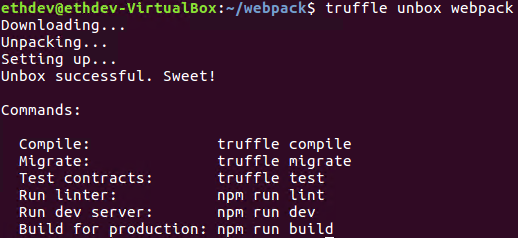 ethdev@ethdev-VirtualBox:~/webpack$ truffle unbox webpack
Downloading...
Unpacking...
Setting up...
Unbox successful. Sweet!
Commands:
Compile: truffle compile
Migrate: truffle migrate
Test contracts: truffle test
Run linter: npm run lint
Run dev server: npm run dev
Build for production: npm run build